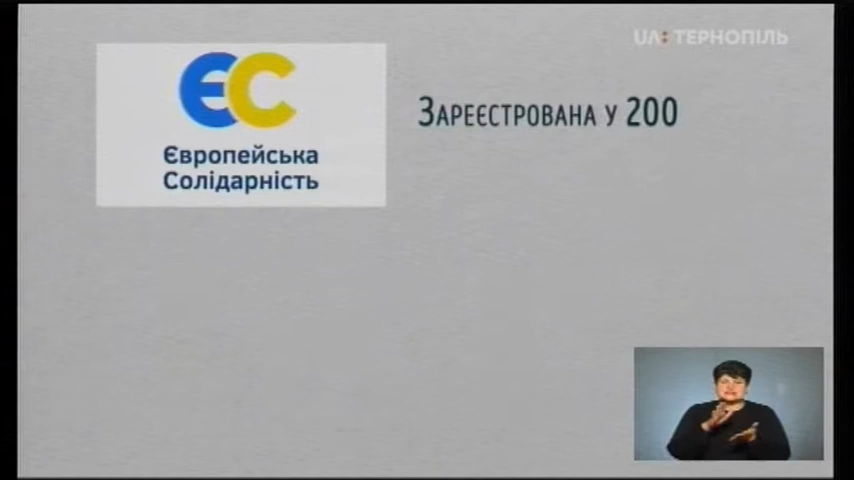 UA: ТЕРНОПІЛЬ
ЄС
Європейська
Солідарність
Зареєстрована у 200